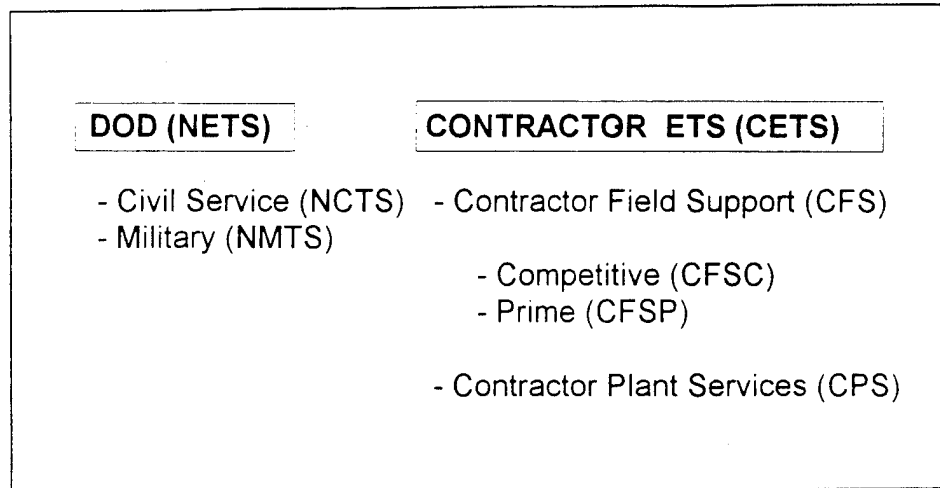 DOD (NETS)
- Civil Service (NCTS)
- Military (NMTS)
CONTRACTOR ETS (CETS)
- Contractor Field Support (CFS)
- Competitive (CFSC)
- Prime (CFSP)
- Contractor Plant Services (CPS)